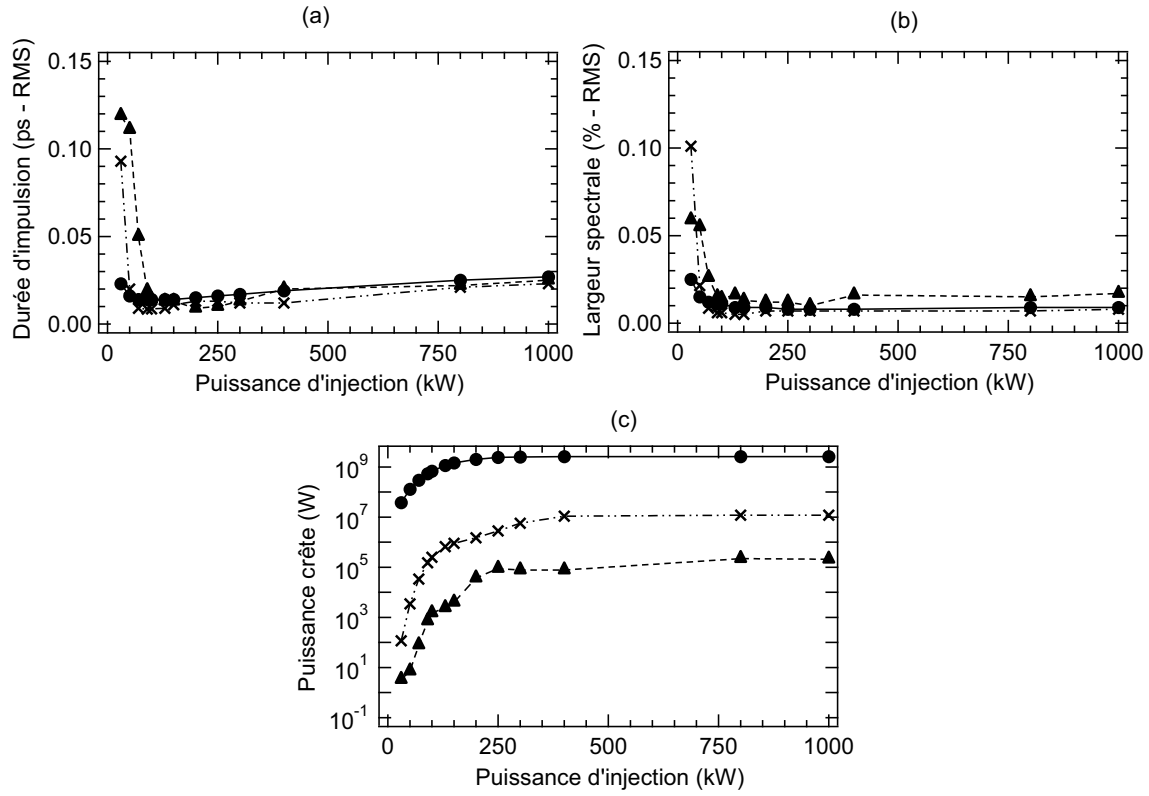 (a)
Durée d'impulsion (ps - RMS)
0.15
0.10
0.05
0.00
0 250 500 750 1000
Puissance d'injection (kW)
(b)
Largeur spectrale (% - RMS)
0.15
0.10
0.05
0.00
0 250 500 750 1000
Puissance d'injection (kW)
(c)
Puissance crête (W)
10^9
10^7
10^5
10^3
10^1
10^-1
0 250 500 750 1000
Puissance d'injection (kW)